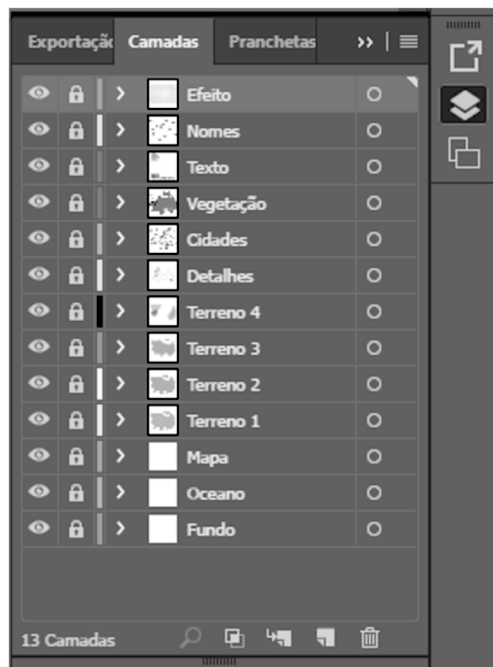 Exportaçã Camadas Pranchetas
Efeito
Nomes
Texto
Vegetação
Cidades
Detalhes
Terreno 4
Terreno 3
Terreno 2
Terreno 1
Mapa
Oceano
Fundo
13 Camadas